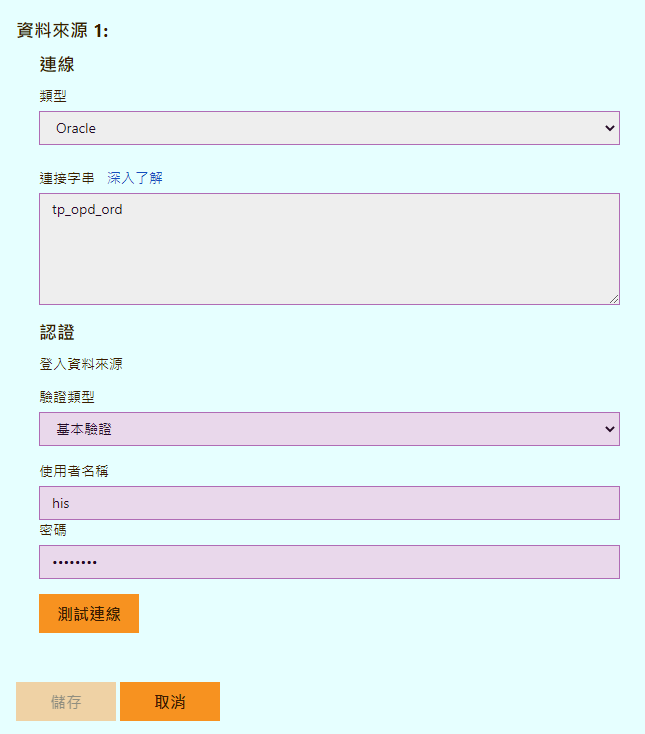 資料來源 1:
連線
類型
Oracle
連接字串 深入了解
tp_opd_ord
認證
登入資料來源
驗證類型
基本驗證
使用者名稱
his
密碼
••••••••
測試連線
儲存 取消